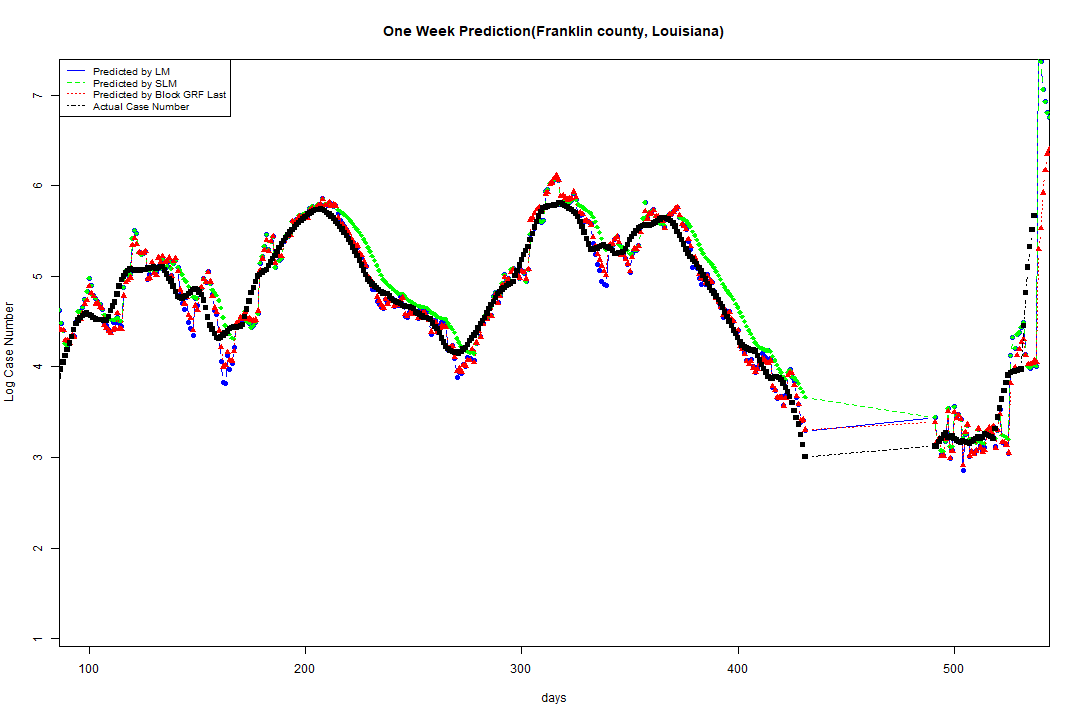 One Week Prediction(Franklin county, Louisiana)
Predicted by LM
Predicted by SLM
Predicted by Block GRF Last
Actual Case Number
Log Case Number
7
6
5
4
3
2
1
100 200 300 400 500
days